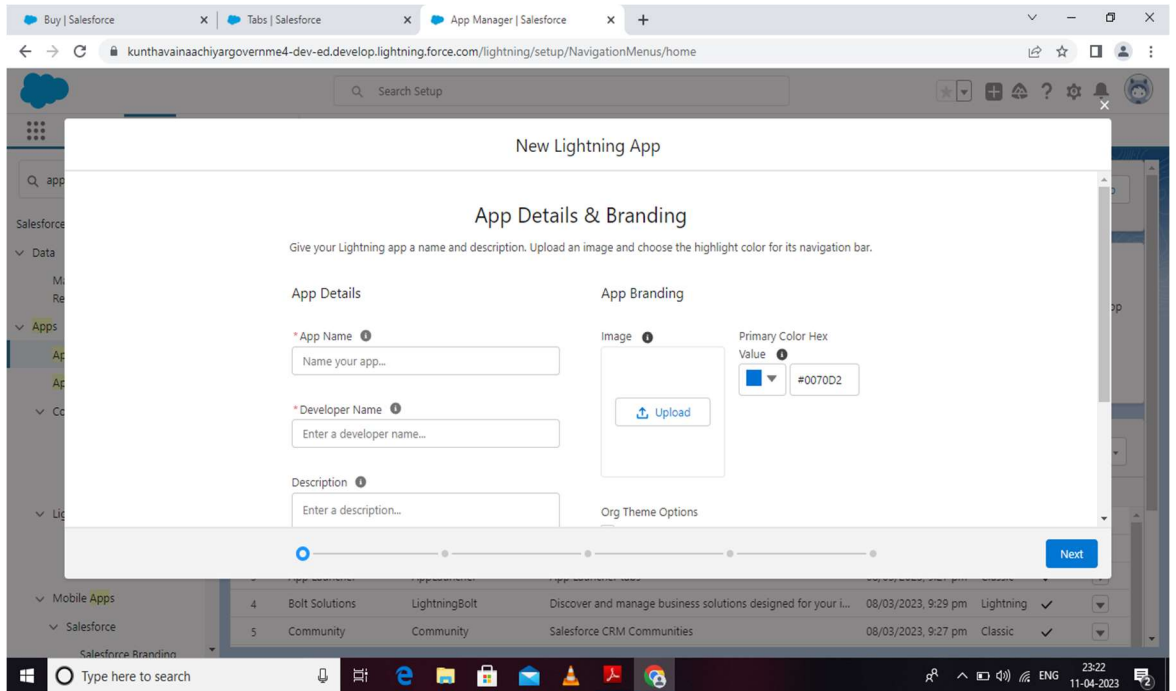 Buy | Salesforce
Tabs | Salesforce
App Manager | Salesforce
kunthavainaachiyargovernme4-dev-ed.develop.lightning.force.com/lightning/setup/NavigationMenus/home
Search Setup
New Lightning App
app
App Details & Branding
Salesforce
Give your Lightning app a name and description. Upload an image and choose the highlight color for its navigation bar.
Data
App Details
App Branding
Apps
*App Name
Image
Primary Color Hex
Value
Name your app...
#0070D2
*Developer Name
Upload
Enter a developer name...
Description
Enter a description...
Org Theme Options
Next
Mobile Apps
4 Bolt Solutions LightningBolt Discover and manage business solutions designed for your i... 08/03/2023, 9:29 pm Lightning
Salesforce
5 Community Community Salesforce CRM Communities 08/03/2023, 9:27 pm Classic
Salesforce Branding
Type here to search
ENG
23:22
11-04-2023
2